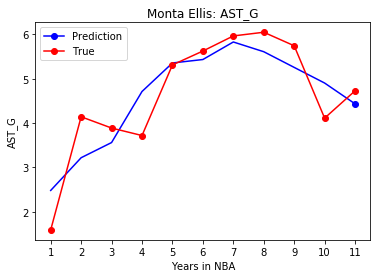 Monta Ellis: AST_G
Prediction
True
AST_G
6
5
4
3
2
1 2 3 4 5 6 7 8 9 10 11
Years in NBA